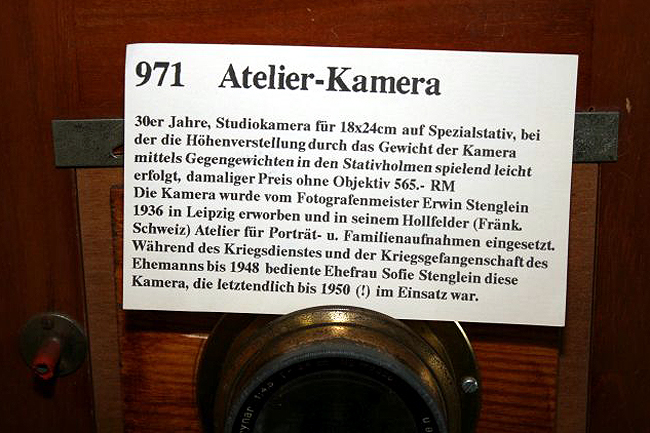 971 Atelier-Kamera
30er Jahre, Studiokamera für 18x24cm auf Spezialstativ, bei
der die Höhenverstellung durch das Gewicht der Kamera
mittels Gegengewichten in den Stativholmen spielend leicht
erfolgt, damaliger Preis ohne Objektiv 565.- RM
Die Kamera wurde vom Fotografenmeister Erwin Stenglein
1936 in Leipzig erworben und in seinem Hollfelder (Fränk.
Schweiz) Atelier für Porträt- u. Familienaufnahmen eingesetzt.
Während des Kriegsdienstes und der Kriegsgefangenschaft des
Ehemanns bis 1948 bediente Ehefrau Sofie Stenglein diese
Kamera, die letztendlich bis 1950 (!) im Einsatz war.